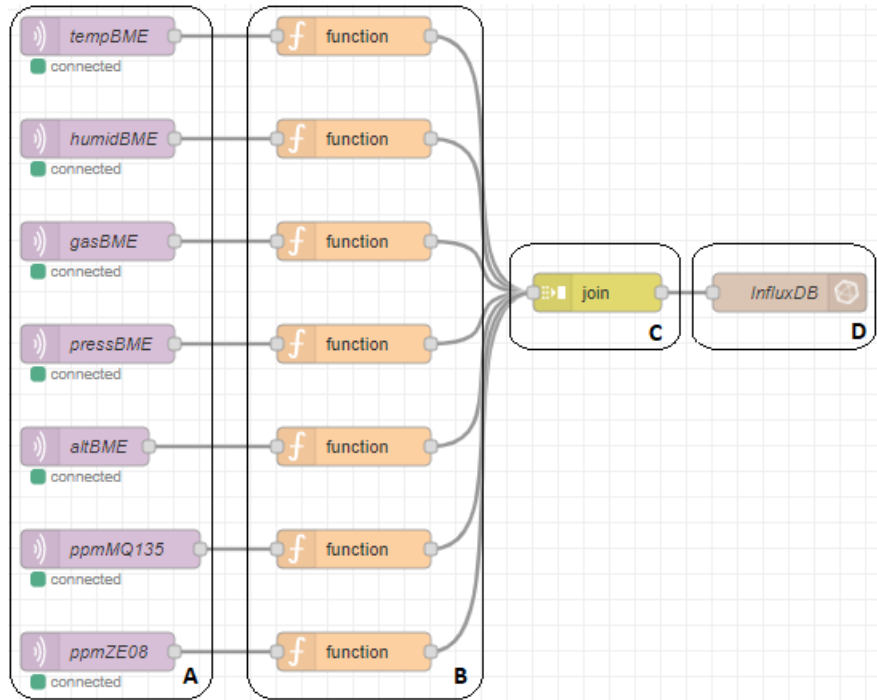 tempBME
function
connected
humidBME
function
connected
gasBME
function
connected
join
InfluxDB
C
D
pressBME
function
connected
altBME
function
connected
ppmMQ135
function
connected
ppmZE08
function
A
B
connected